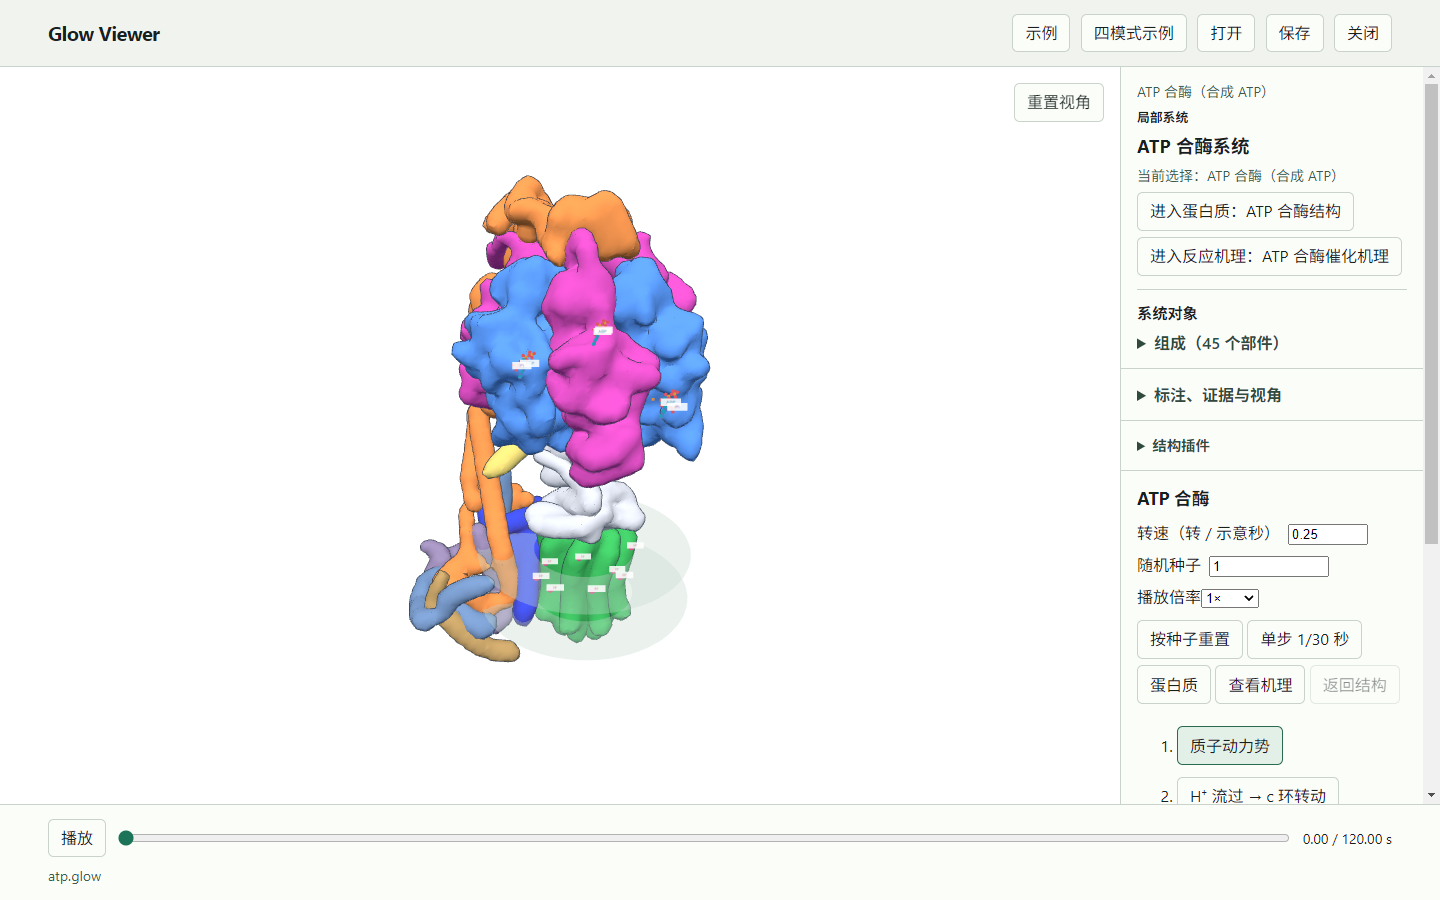 Glow Viewer
示例
四模式示例
打开
保存
关闭
重置视角
ATP 合酶（合成 ATP）
局部系统
ATP 合酶系统
当前选择：ATP 合酶（合成 ATP）
进入蛋白质：ATP 合酶结构
进入反应机理：ATP 合酶催化机理
系统对象
▶ 组成（45 个部件）
▶ 标注、证据与视角
▶ 结构插件
ATP 合酶
转速（转 / 示意秒） 0.25
随机种子 1
播放倍率 1×
按种子重置
单步 1/30 秒
蛋白质
查看机理
返回结构
1. 质子动力势
2. H⁺ 流过 → c 环转动
播放
0.00 / 120.00 s
atp.glow